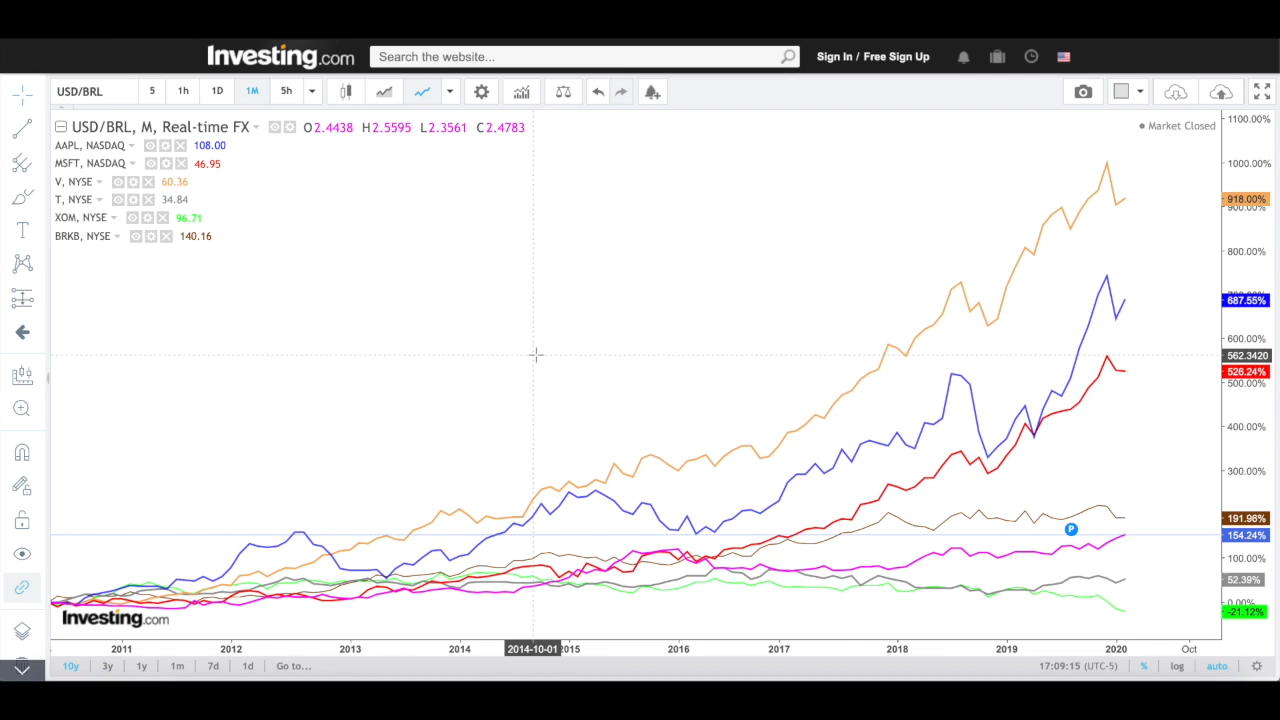 Investing.com
Search the website...
Sign In / Free Sign Up
USD/BRL 5 1h 1D 1M 5h
USD/BRL, M, Real-time FX O2.4438 H2.5595 L2.3561 C2.4783
Market Closed
AAPL, NASDAQ 108.00
MSFT, NASDAQ 46.95
V, NYSE 60.36
T, NYSE 34.84
XOM, NYSE 96.71
BRKB, NYSE 140.16
1100.00%
1000.00%
918.00%
900.00%
800.00%
687.55%
600.00%
562.3420
526.24%
500.00%
400.00%
300.00%
191.96%
154.24%
100.00%
52.39%
0.00%
-21.12%
P
Investing.com
2011 2012 2013 2014 2014-10-01 2015 2016 2017 2018 2019 2020 Oct
10y 3y 1y 1m 7d 1d Go to... 17:09:15 (UTC-5) % log auto